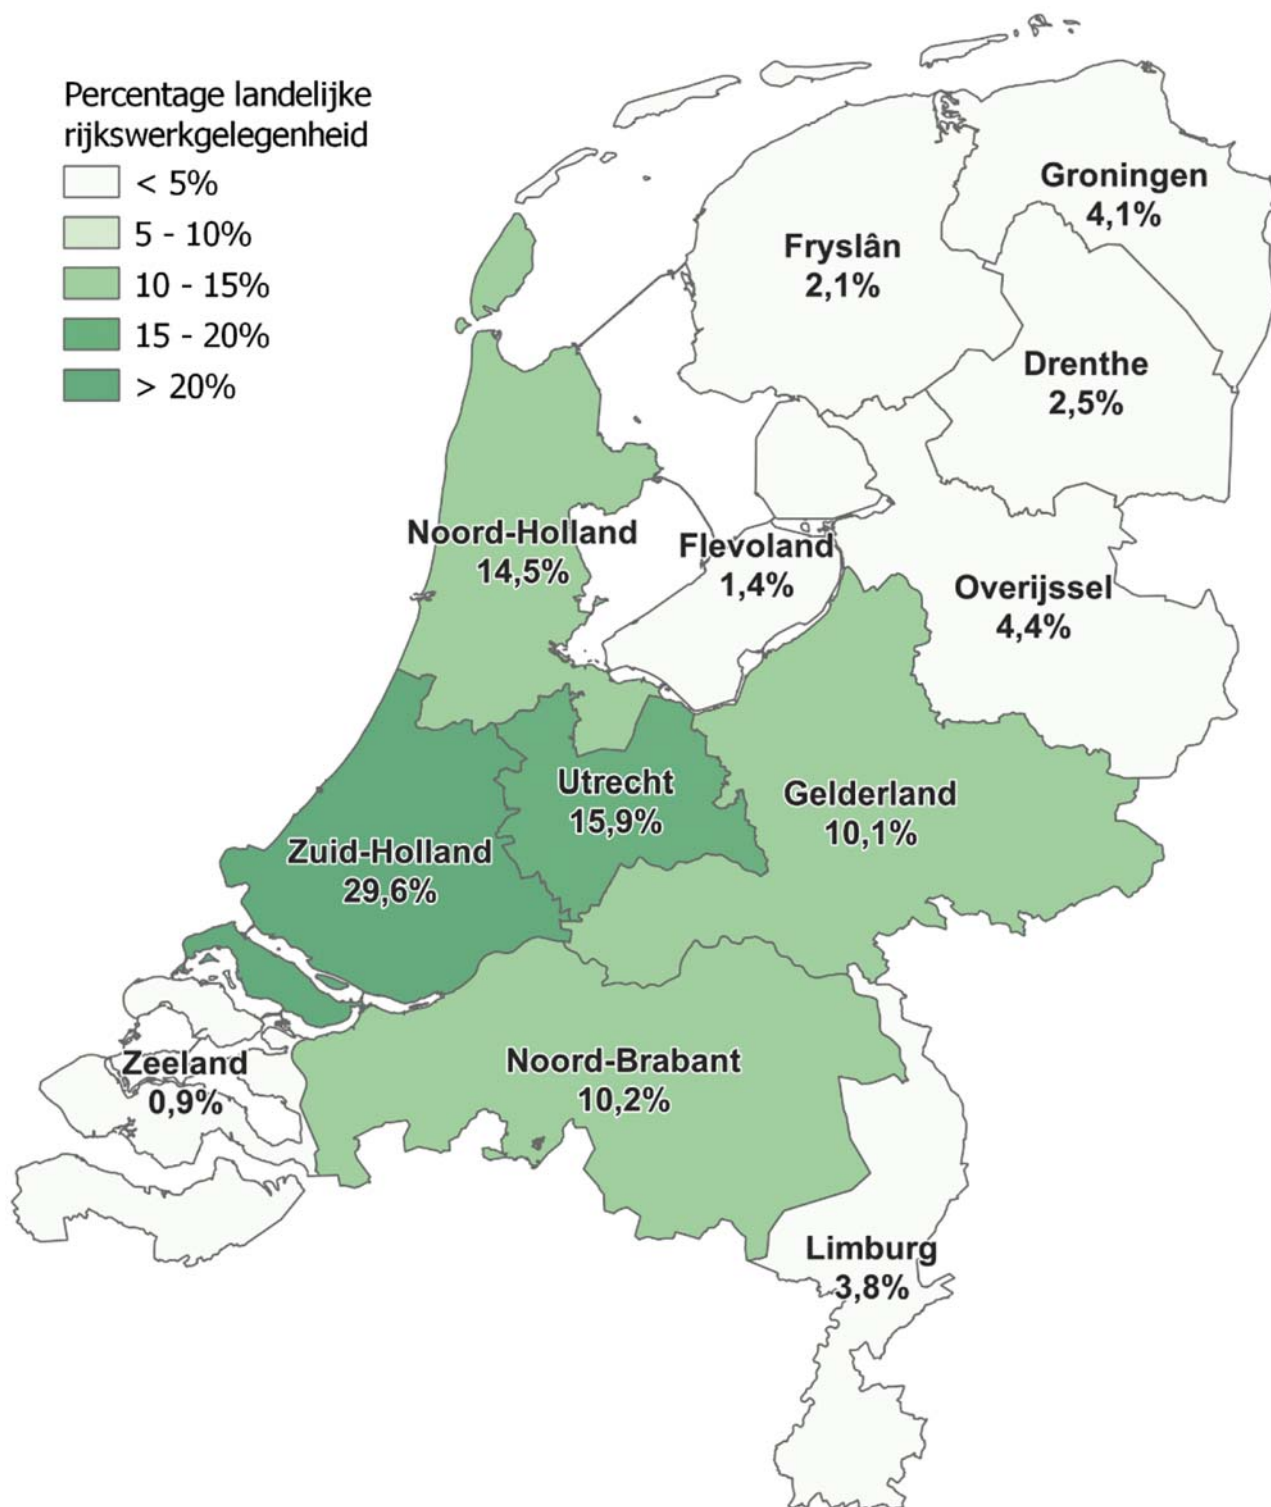 Percentage landelijke
rijkswerkgelegenheid
< 5%
5 - 10%
10 - 15%
15 - 20%
> 20%
Groningen
4,1%
Fryslân
2,1%
Drenthe
2,5%
Noord-Holland
14,5%
Flevoland
1,4%
Overijssel
4,4%
Utrecht
15,9%
Gelderland
10,1%
Zuid-Holland
29,6%
Zeeland
0,9%
Noord-Brabant
10,2%
Limburg
3,8%